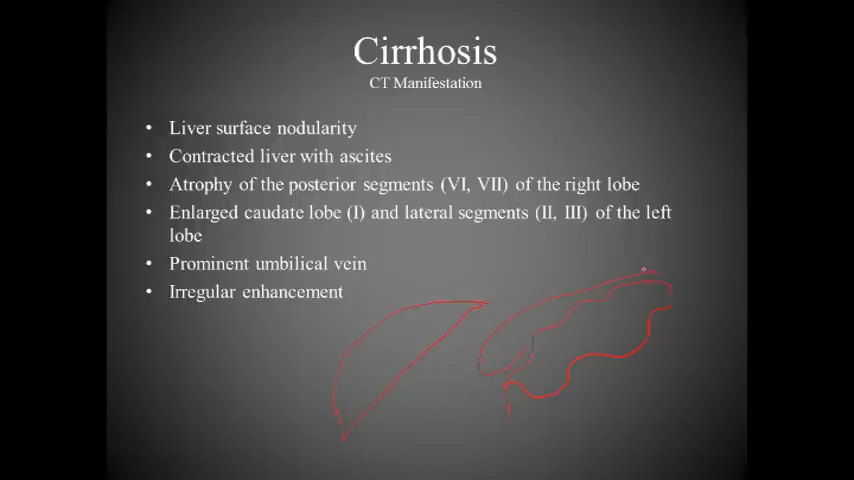 Cirrhosis
CT Manifestation
• Liver surface nodularity
• Contracted liver with ascites
• Atrophy of the posterior segments (VI, VII) of the right lobe
• Enlarged caudate lobe (I) and lateral segments (II, III) of the left
lobe
• Prominent umbilical vein
• Irregular enhancement